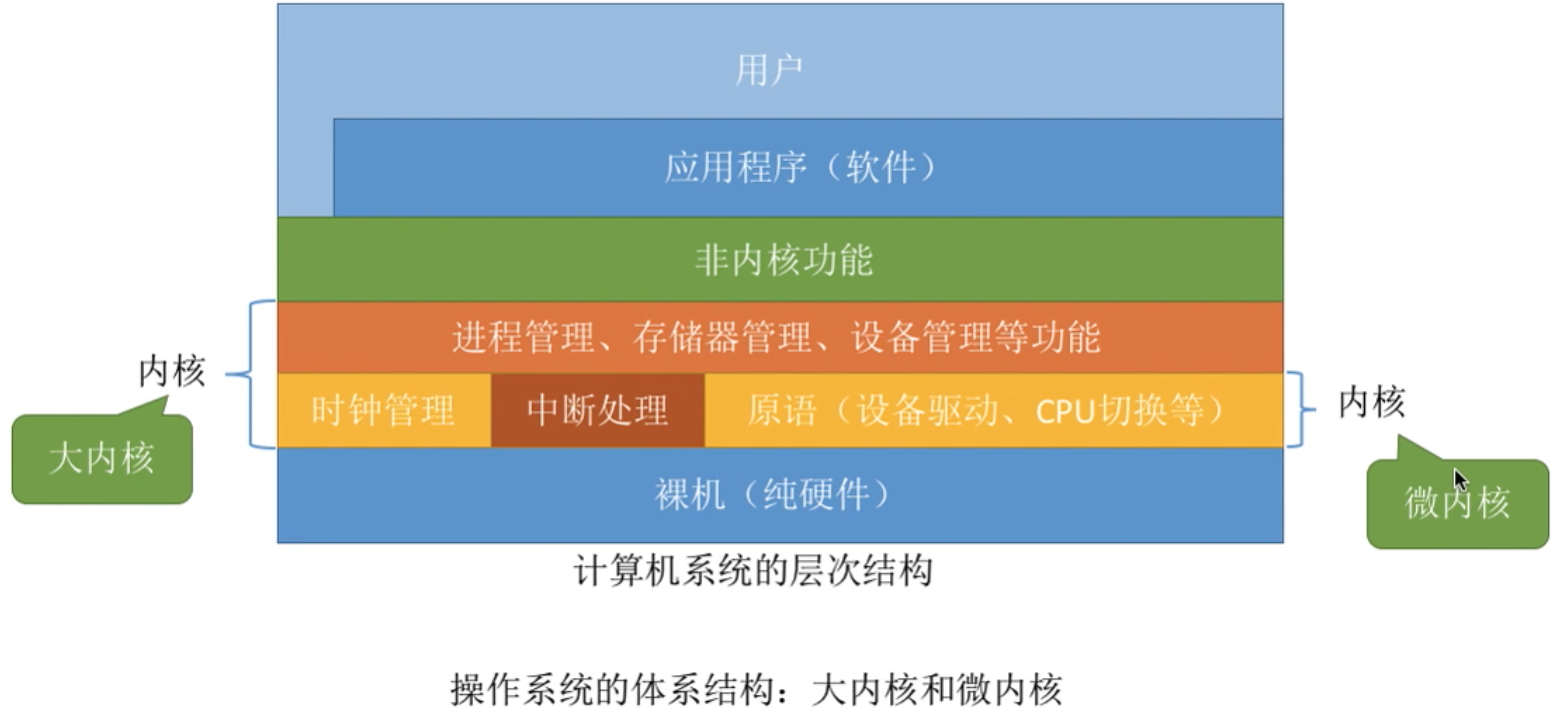 用户
应用程序（软件）
非内核功能
进程管理、存储器管理、设备管理等功能
内核
大内核
时钟管理
中断处理
原语（设备驱动、CPU切换等）
内核
微内核
裸机（纯硬件）
计算机系统的层次结构
操作系统的体系结构：大内核和微内核